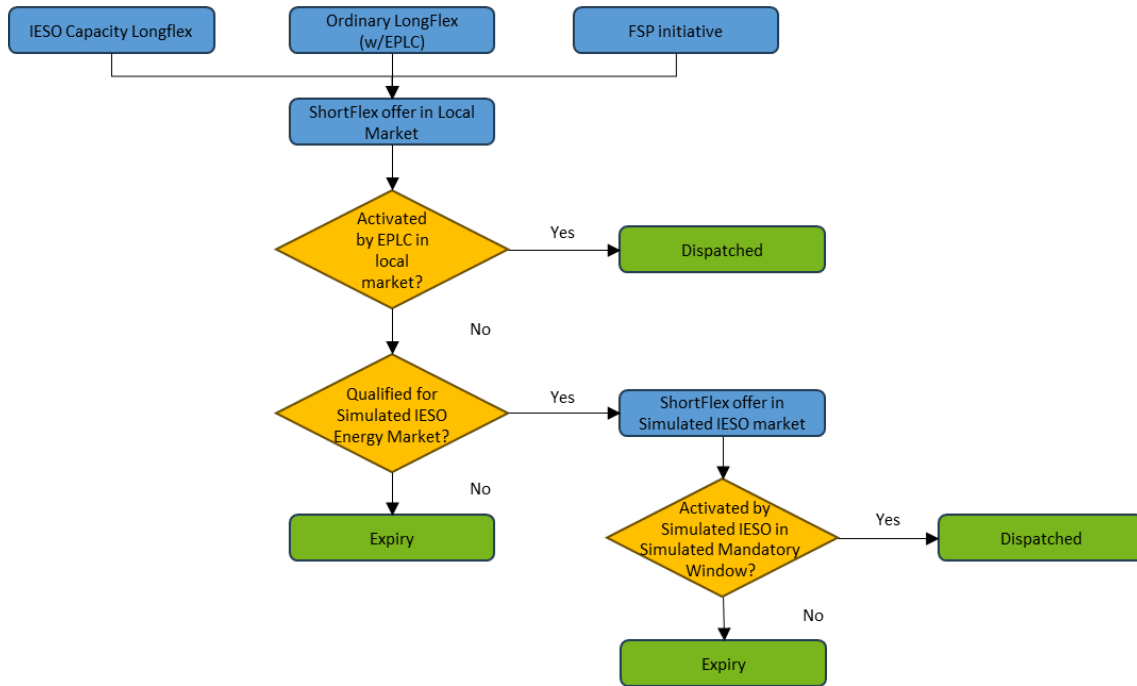 IESO Capacity Longflex
Ordinary LongFlex
(w/EPLC)
FSP initiative
ShortFlex offer in Local
Market
Activated
by EPLC in
local
market?
Yes
Dispatched
No
Qualified for
Simulated IESO
Energy Market?
Yes
ShortFlex offer in
Simulated IESO market
No
Expiry
Activated by
Simulated IESO in
Simulated Mandatory
Window?
Yes
Dispatched
No
Expiry